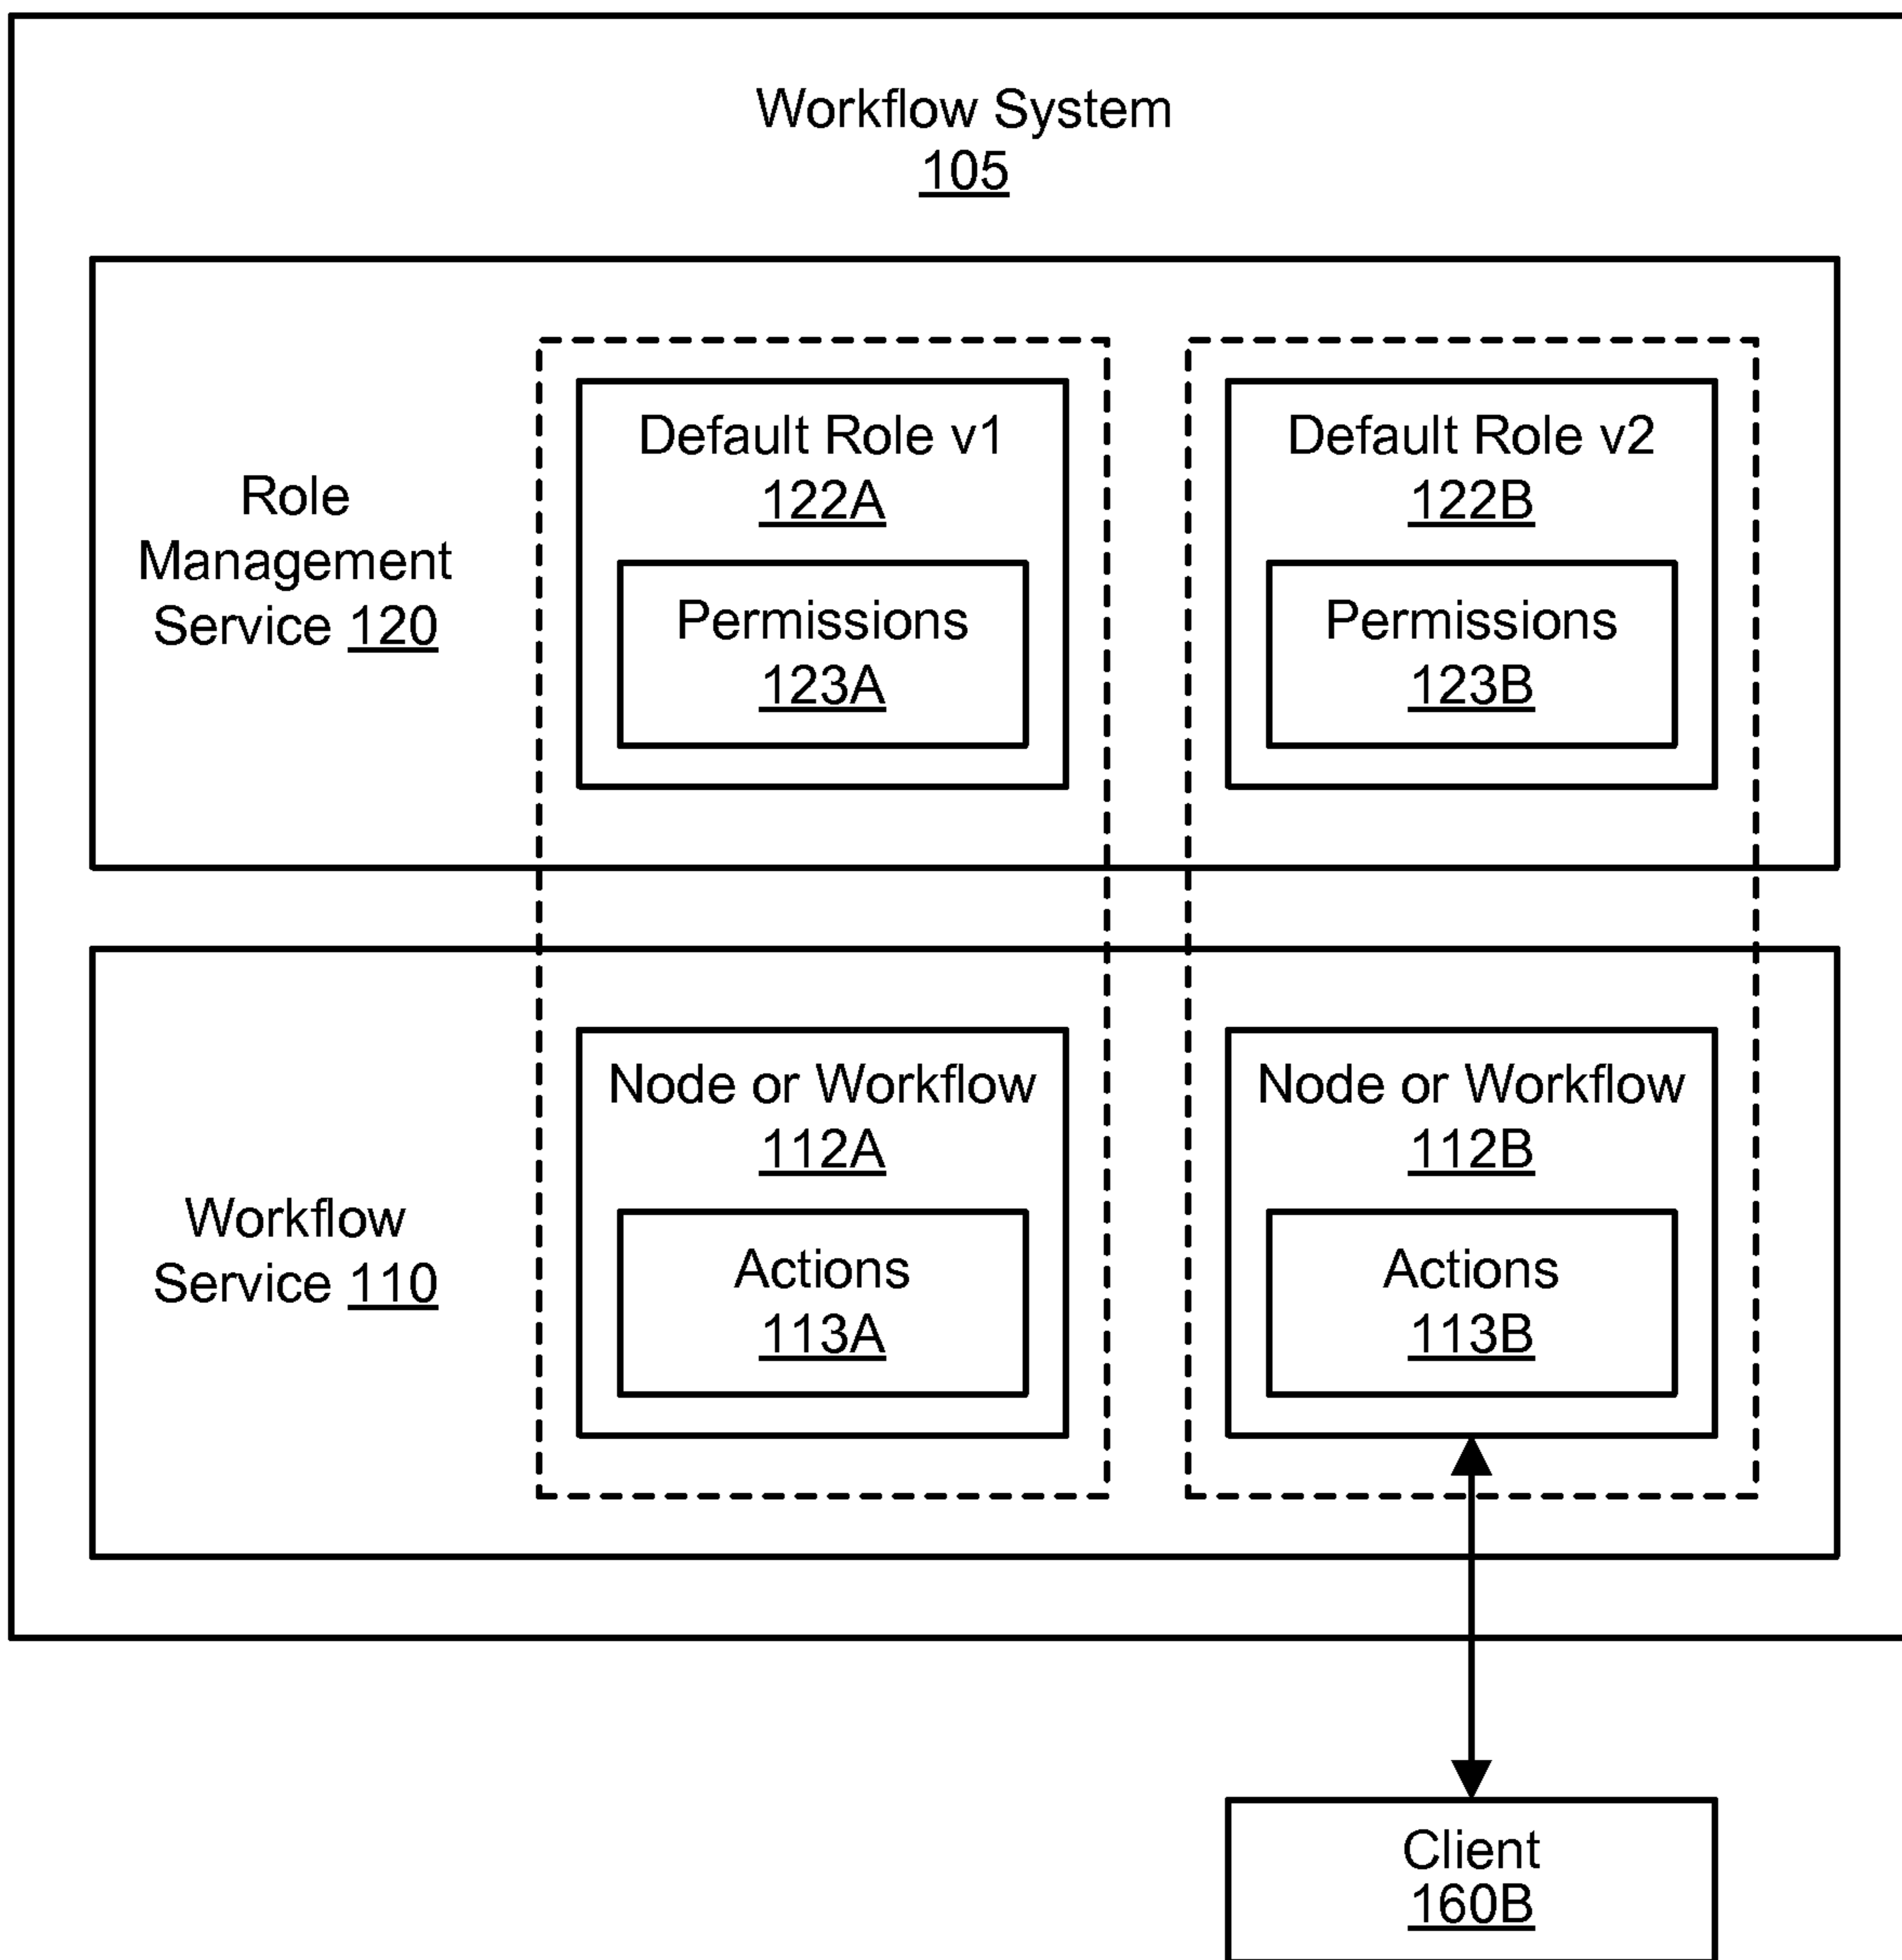 Workflow System
105
Role
Management
Service 120
Default Role v1
122A
Permissions
123A
Default Role v2
122B
Permissions
123B
Workflow
Service 110
Node or Workflow
112A
Actions
113A
Node or Workflow
112B
Actions
113B
Client
160B